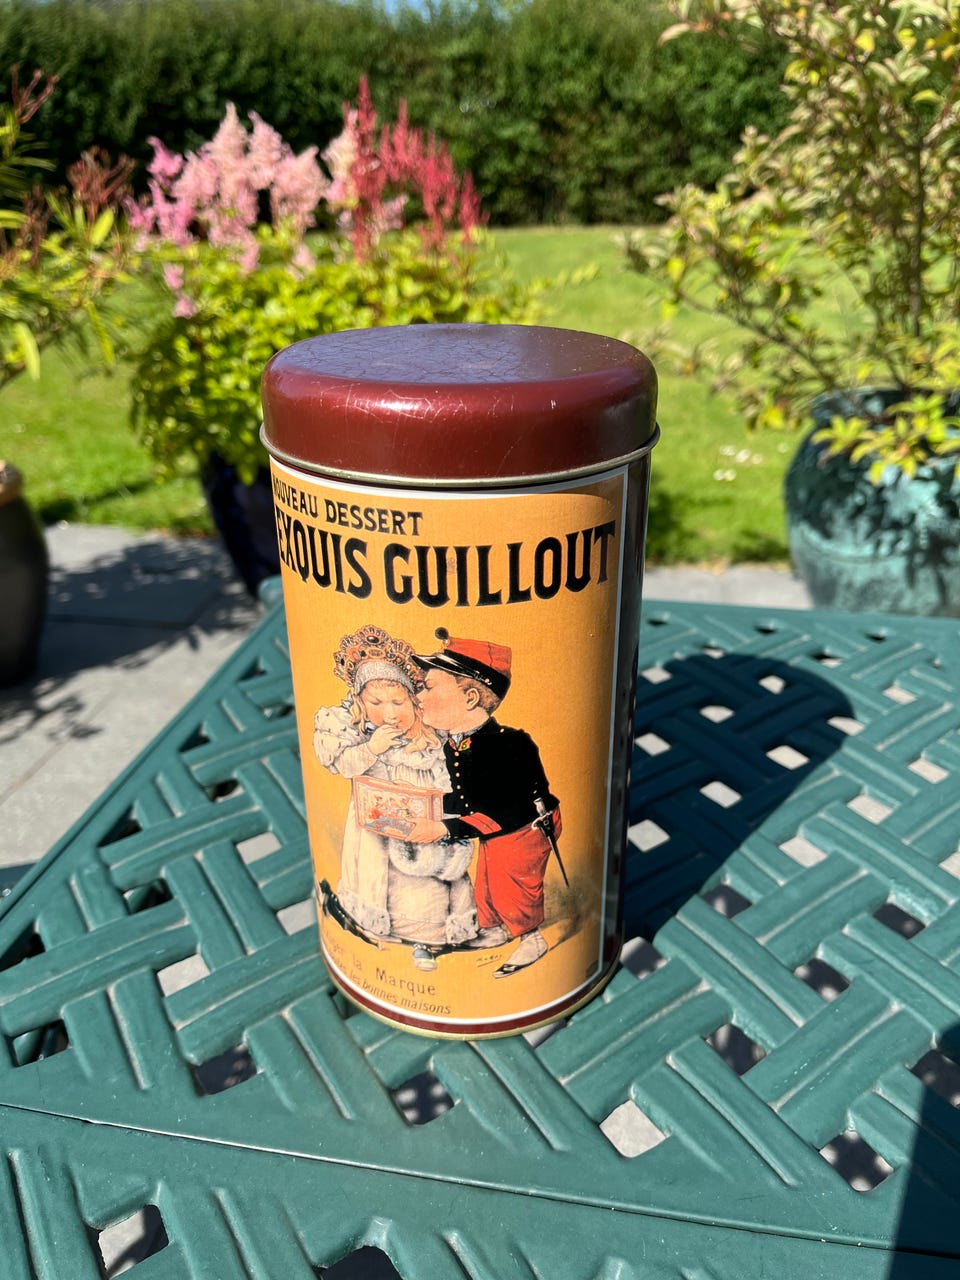 NOUVEAU DESSERT
EXQUIS GUILLOUT
la Marque
les bonnes maisons